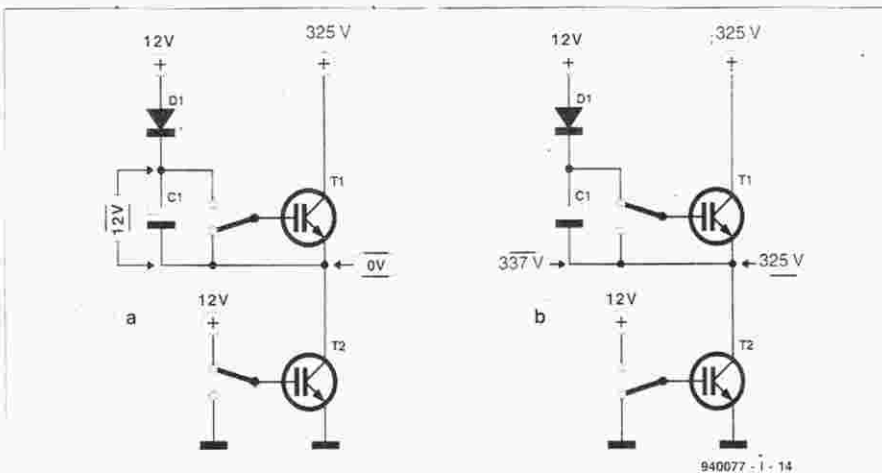 12V
+
325 V
+
D1
C1
T1
12V
0V
a
12V
+
T2
12V
+
325 V
+
D1
C1
T1
337 V
325 V
b
12V
+
T2
940077 - I - 14